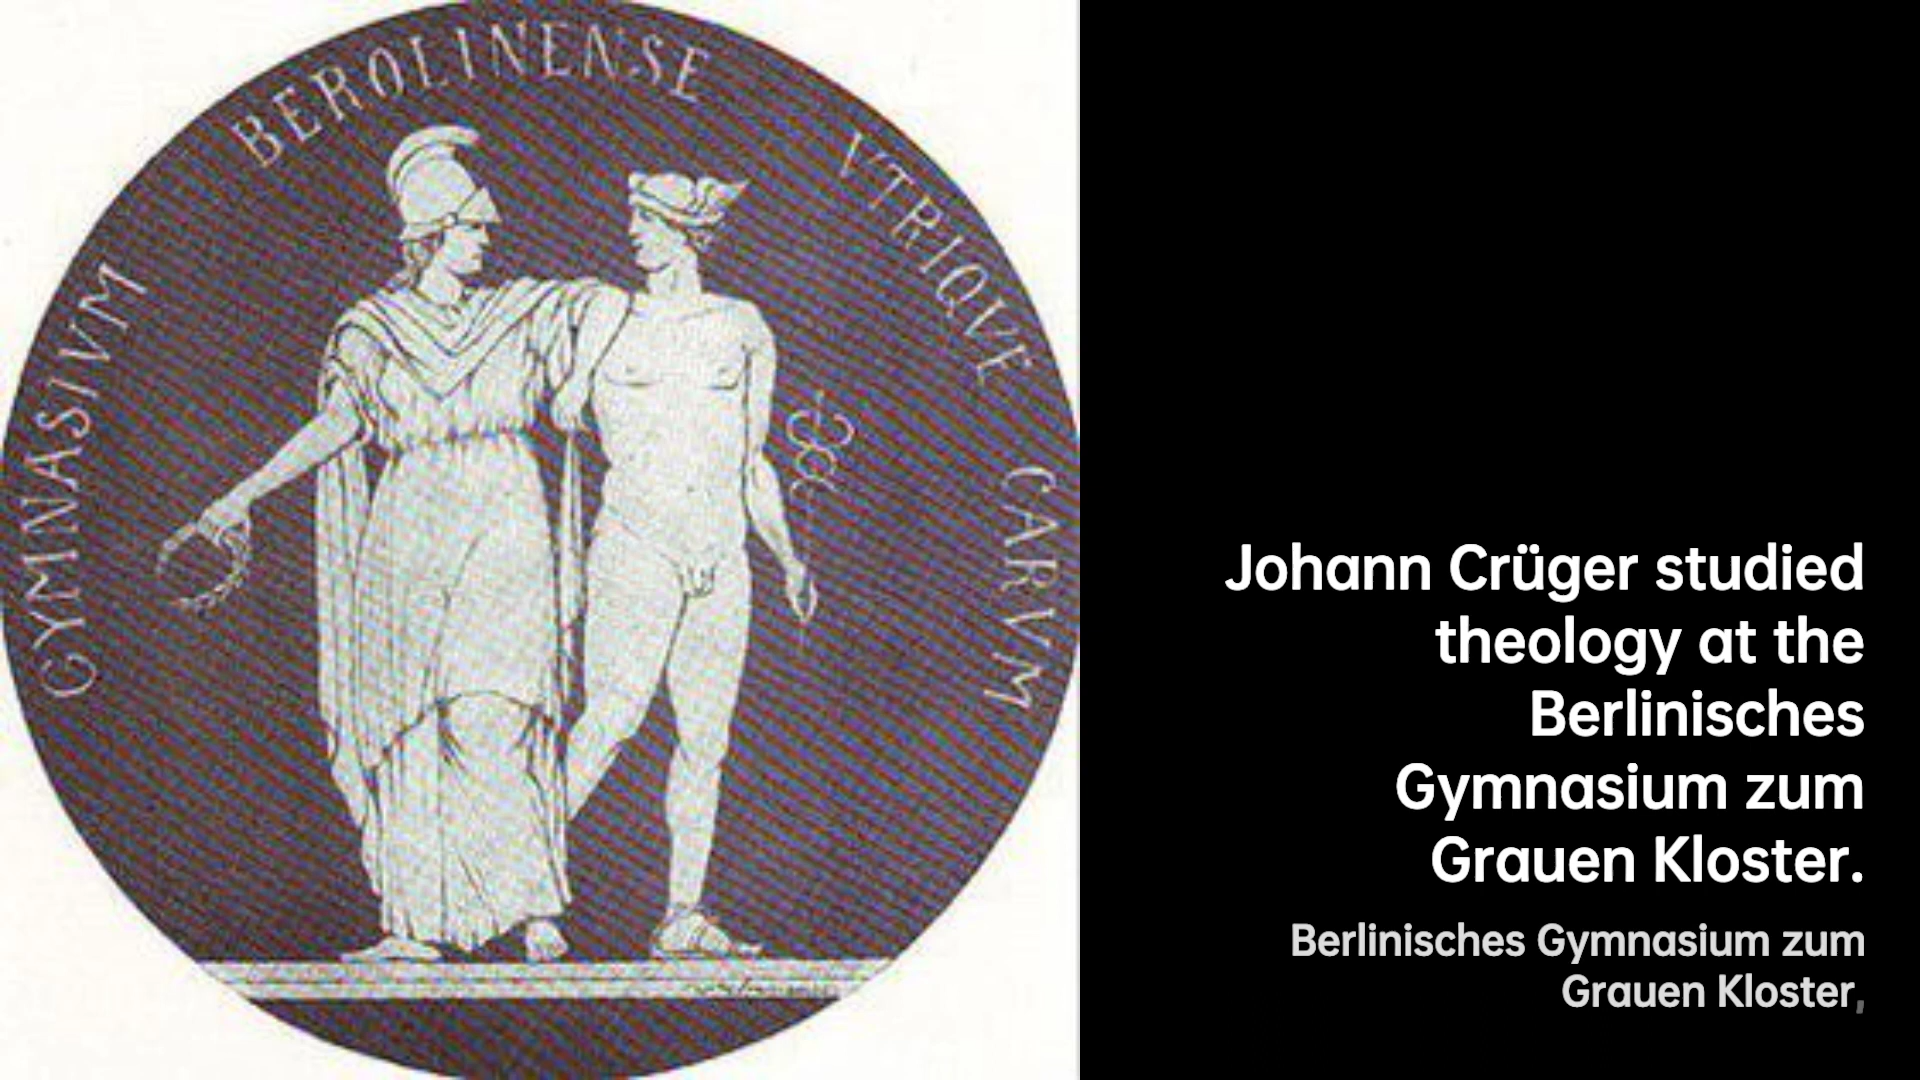 GYMNASIVM BEROLINENSE VTRIQVE CARVM
Johann Crüger studied
theology at the
Berlinisches
Gymnasium zum
Grauen Kloster.
Berlinisches Gymnasium zum
Grauen Kloster,